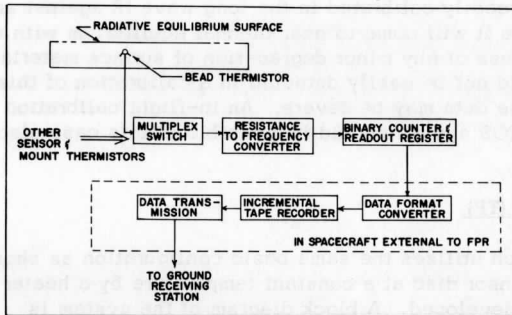 RADIATIVE EQUILIBRIUM SURFACE
BEAD THERMISTOR
OTHER
SENSOR &
MOUNT THERMISTORS
MULTIPLEX
SWITCH
RESISTANCE
TO FREQUENCY
CONVERTER
BINARY COUNTER &
READOUT REGISTER
DATA TRANS-
MISSION
INCREMENTAL
TAPE RECORDER
DATA FORMAT
CONVERTER
IN SPACECRAFT EXTERNAL TO FPR
TO GROUND
RECEIVING
STATION